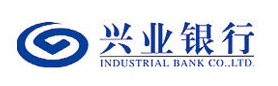 兴业银行
INDUSTRIAL BANK CO.,LTD.